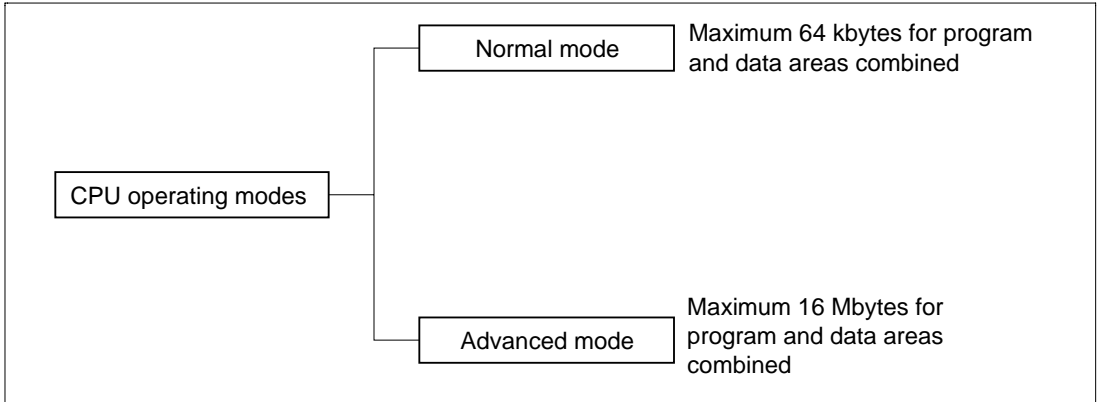 Normal mode
Maximum 64 kbytes for program
and data areas combined
CPU operating modes
Advanced mode
Maximum 16 Mbytes for
program and data areas
combined